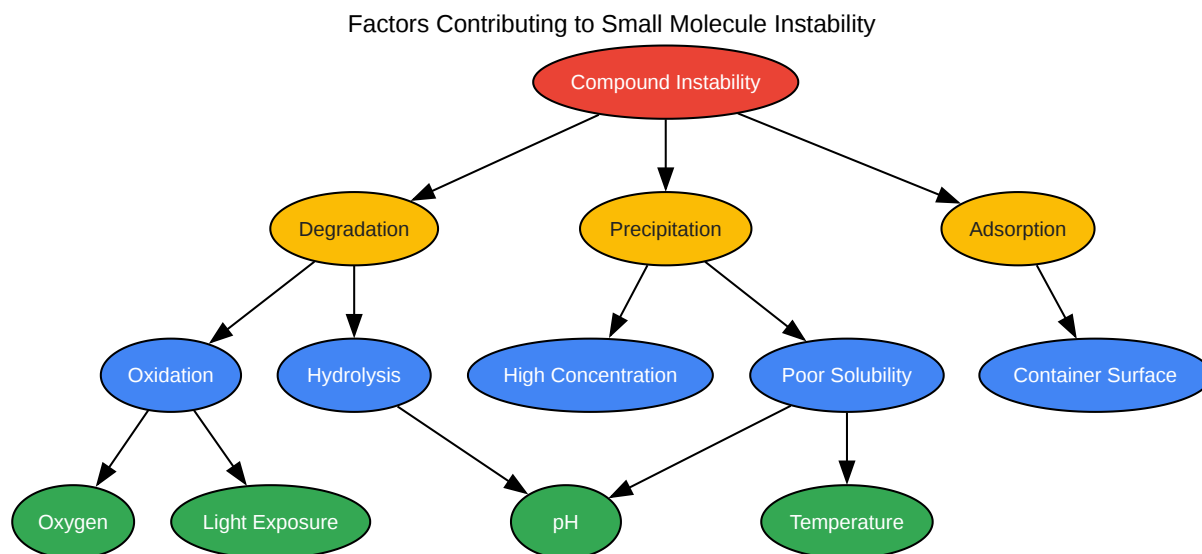 Factors Contributing to Small Molecule Instability
Compound Instability
Degradation
Precipitation
Adsorption
Oxidation
Hydrolysis
High Concentration
Poor Solubility
Container Surface
Oxygen
Light Exposure
pH
Temperature